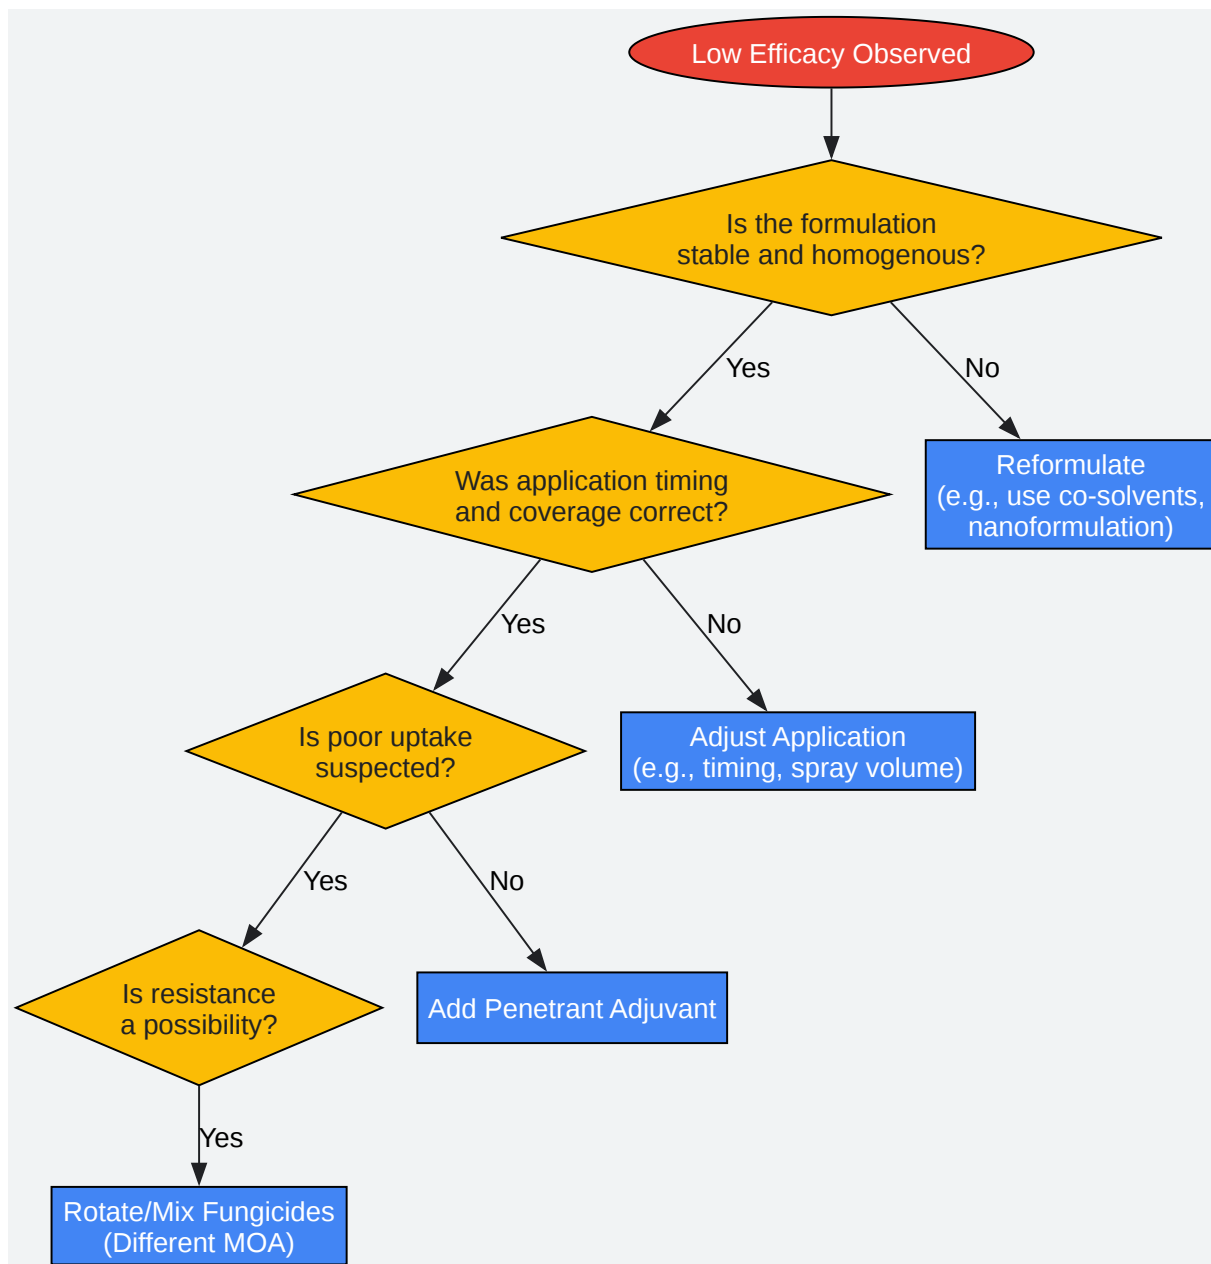 Low Efficacy Observed
Is the formulation
stable and homogenous?
Yes
No
Was application timing
and coverage correct?
Reformulate
(e.g., use co-solvents,
nanoformulation)
Yes
No
Is poor uptake
suspected?
Adjust Application
(e.g., timing, spray volume)
Yes
No
Is resistance
a possibility?
Add Penetrant Adjuvant
Yes
Rotate/Mix Fungicides
(Different MOA)